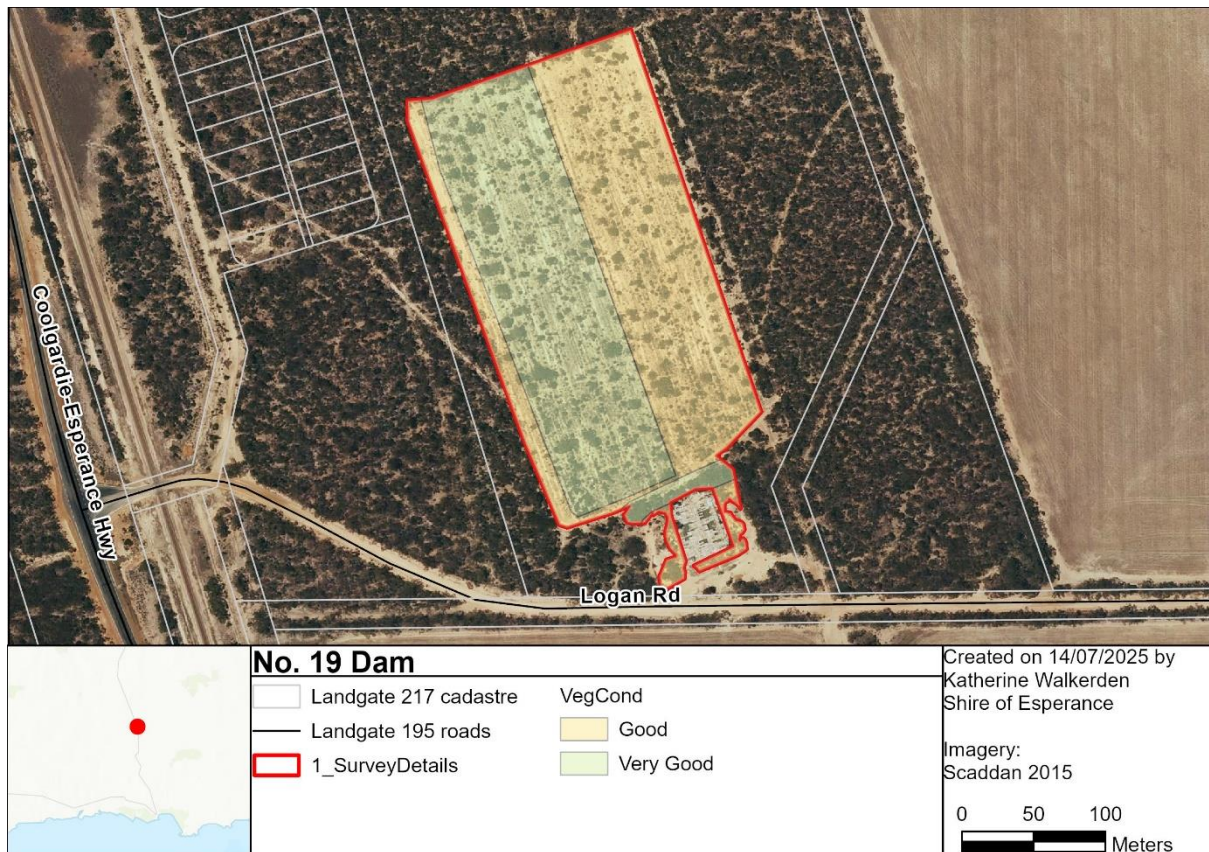 Coolgardie-Esperance Hwy
Logan Rd
No. 19 Dam
Landgate 217 cadastre
Landgate 195 roads
1_SurveyDetails
VegCond
Good
Very Good
Created on 14/07/2025 by
Katherine Walkerden
Shire of Esperance
Imagery:
Scaddan 2015
0 50 100
Meters